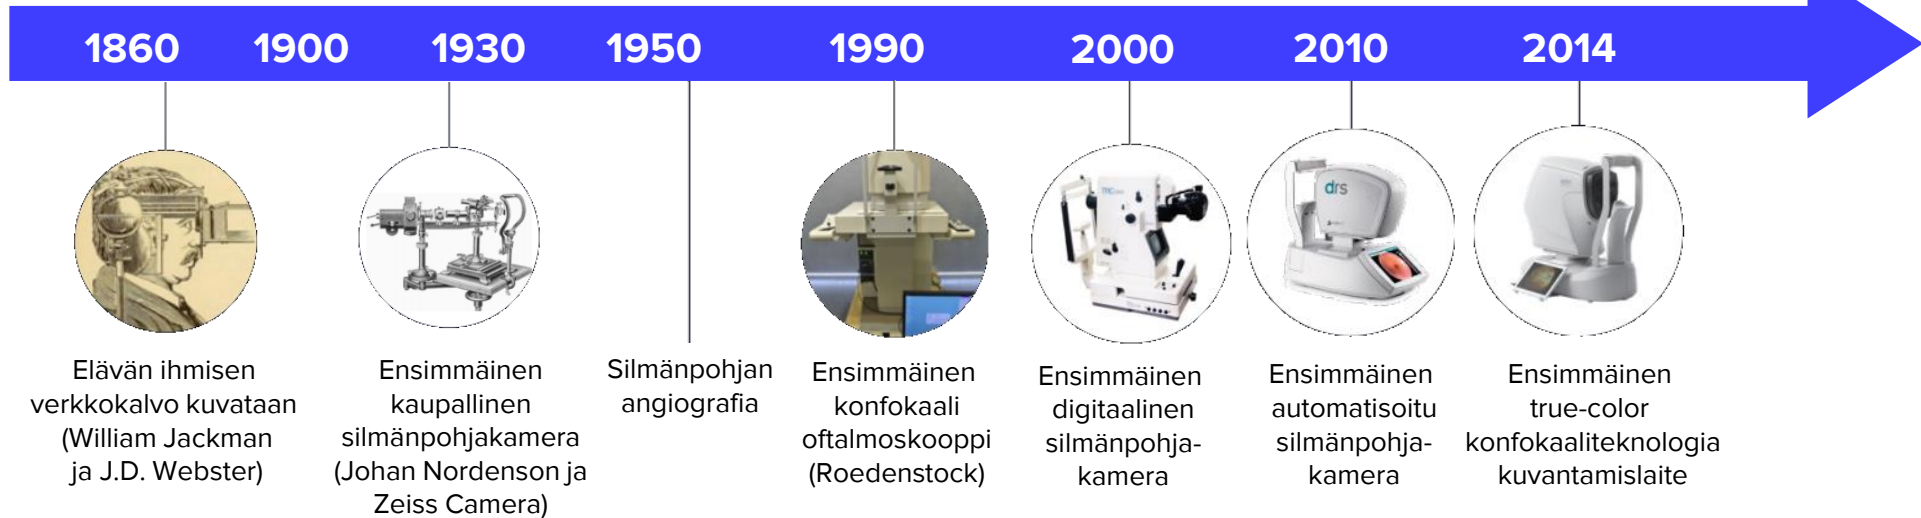 1860 1900 1930 1950 1990 2000 2010 2014
TRC
drs
Elävän ihmisen
verkkokalvo kuvataan
(William Jackman
ja J.D. Webster)
Ensimmäinen
kaupallinen
silmänpohjakamera
(Johan Nordenson ja
Zeiss Camera)
Silmänpohjan
angiografia
Ensimmäinen
konfokaali
oftalmoskooppi
(Roedenstock)
Ensimmäinen
digitaalinen
silmänpohja-
kamera
Ensimmäinen
automatisoitu
silmänpohja-
kamera
Ensimmäinen
true-color
konfokaaliteknologia
kuvantamislaite